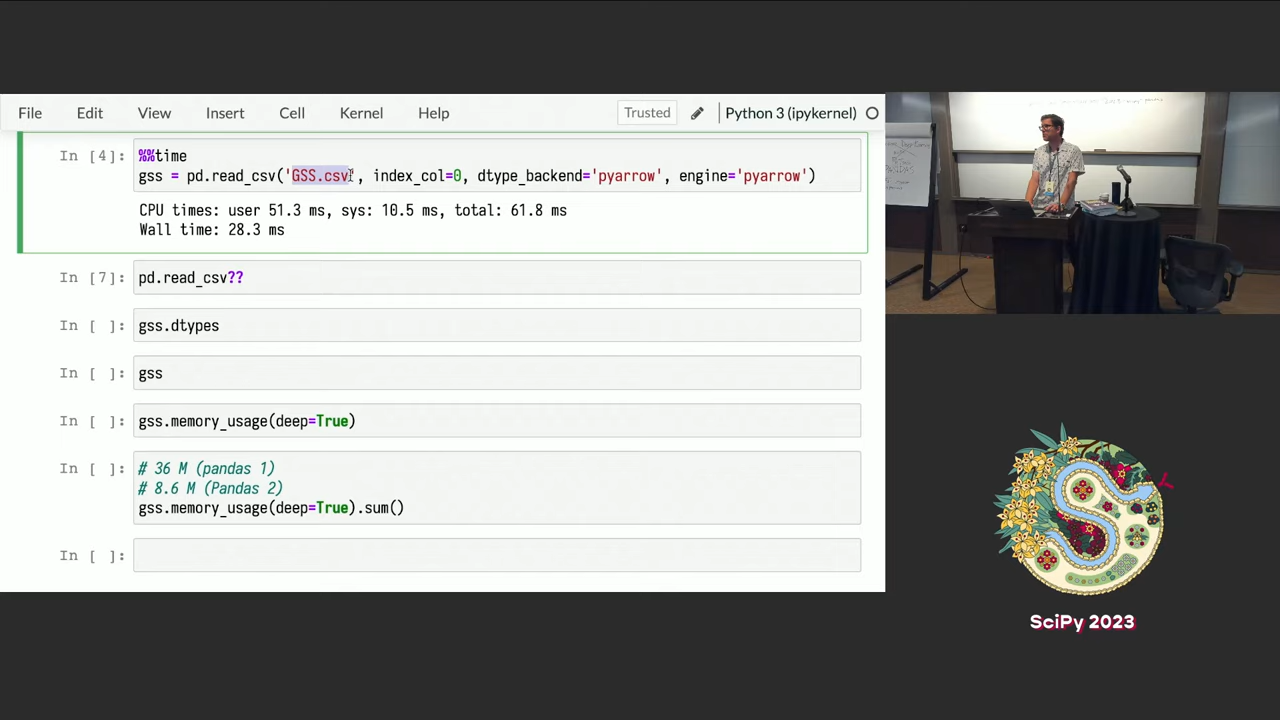 File Edit View Insert Cell Kernel Help Trusted Python 3 (ipykernel)
In [4]: %%time
gss = pd.read_csv('GSS.csv', index_col=0, dtype_backend='pyarrow', engine='pyarrow')
CPU times: user 51.3 ms, sys: 10.5 ms, total: 61.8 ms
Wall time: 28.3 ms
In [7]: pd.read_csv??
In [ ]: gss.dtypes
In [ ]: gss
In [ ]: gss.memory_usage(deep=True)
In [ ]: # 36 M (pandas 1)
# 8.6 M (Pandas 2)
gss.memory_usage(deep=True).sum()
In [ ]:
SciPy 2023